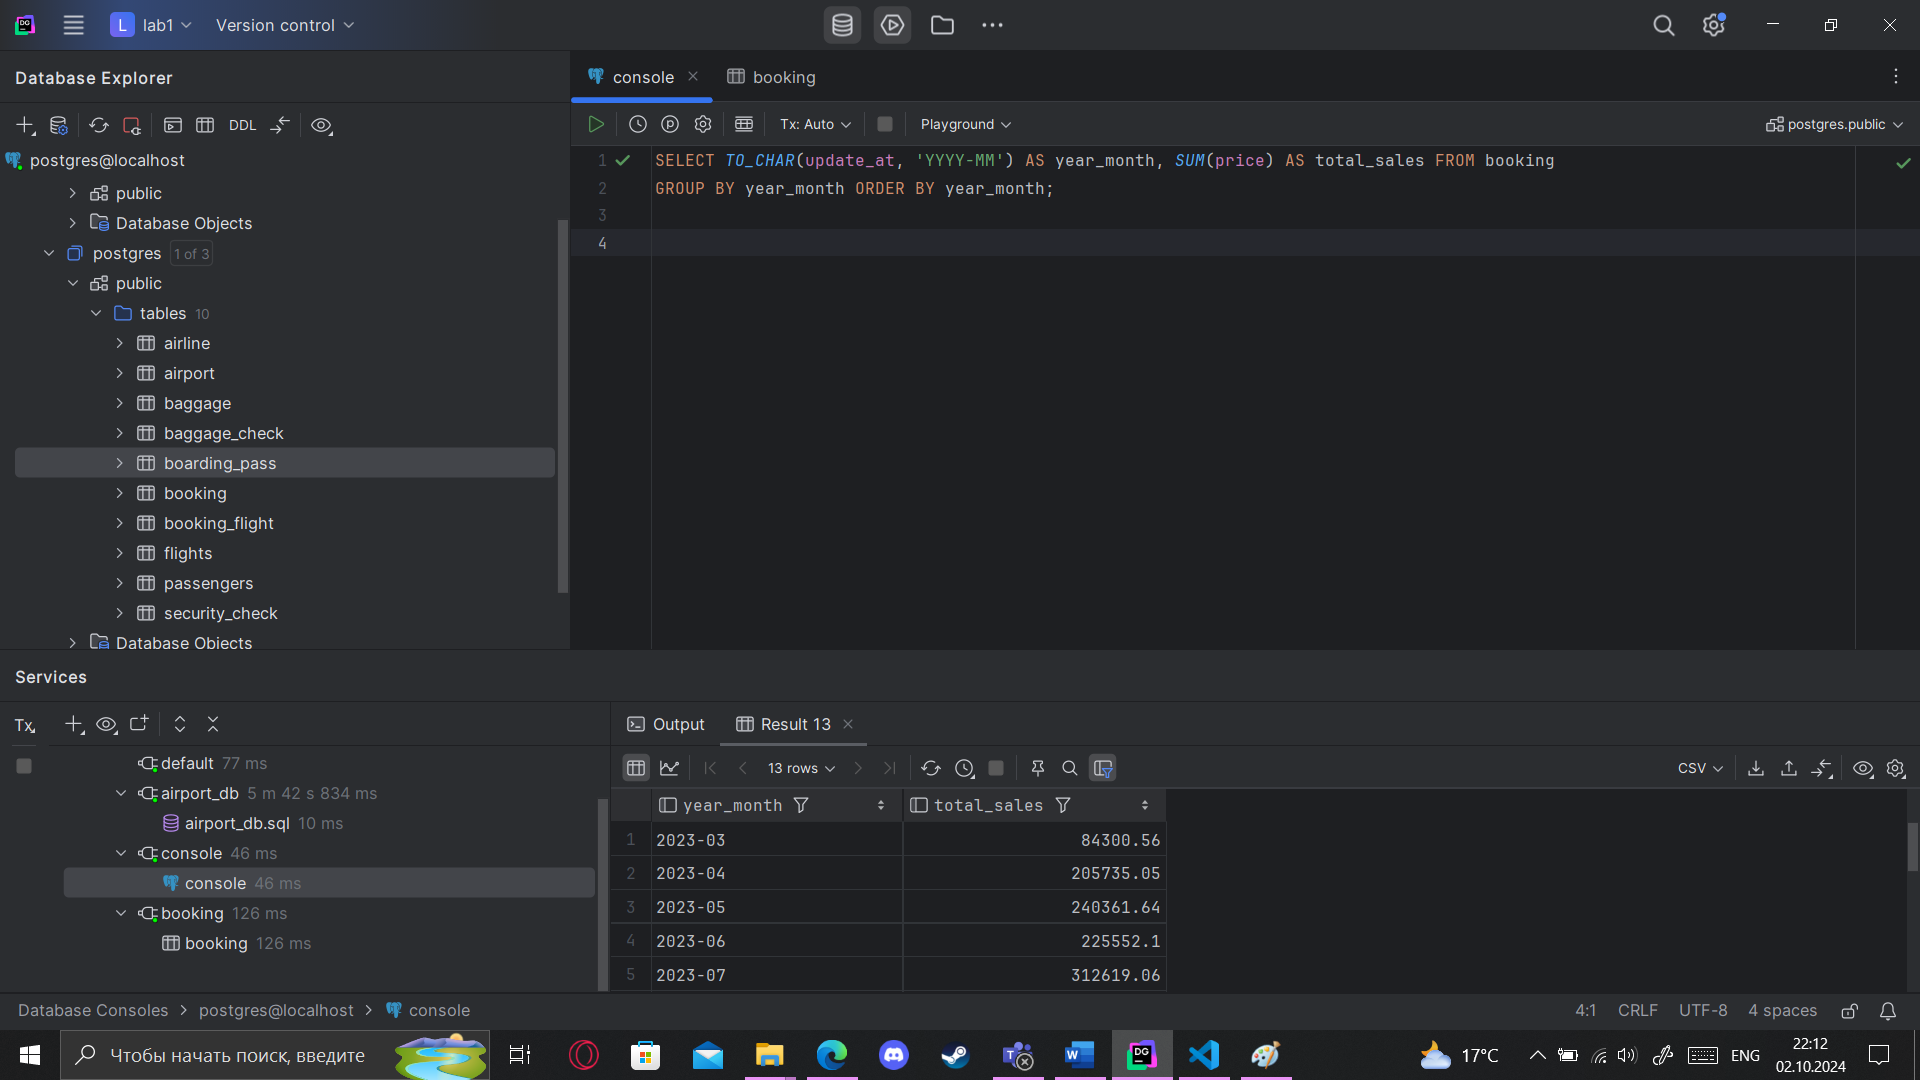 L lab1 Version control
Database Explorer
DDL
postgres@localhost
public
Database Objects
postgres 1 of 3
public
tables 10
airline
airport
baggage
baggage_check
boarding_pass
booking
booking_flight
flights
passengers
security_check
Database Objects
console booking
Tx: Auto Playground postgres.public
1 SELECT TO_CHAR(update_at, 'YYYY-MM') AS year_month, SUM(price) AS total_sales FROM booking
2 GROUP BY year_month ORDER BY year_month;
3
4
Services
Tx
default 77 ms
airport_db 5 m 42 s 834 ms
airport_db.sql 10 ms
console 46 ms
console 46 ms
booking 126 ms
booking 126 ms
Output Result 13
13 rows CSV
year_month total_sales
1 2023-03 84300.56
2 2023-04 205735.05
3 2023-05 240361.64
4 2023-06 225552.1
5 2023-07 312619.06
Database Consoles > postgres@localhost > console
4:1 CRLF UTF-8 4 spaces
Чтобы начать поиск, введите
17°C ENG
22:12
02.10.2024